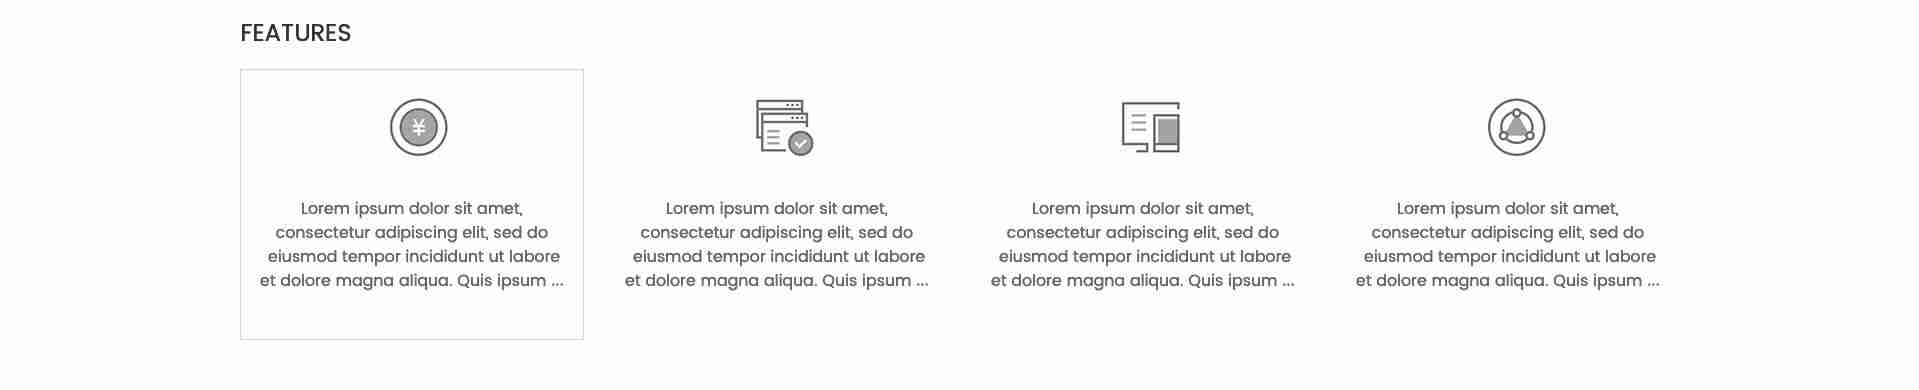 FEATURES
¥
Lorem ipsum dolor sit amet,
consectetur adipiscing elit, sed do
eiusmod tempor incididunt ut labore
et dolore magna aliqua. Quis ipsum ...
Lorem ipsum dolor sit amet,
consectetur adipiscing elit, sed do
eiusmod tempor incididunt ut labore
et dolore magna aliqua. Quis ipsum ...
Lorem ipsum dolor sit amet,
consectetur adipiscing elit, sed do
eiusmod tempor incididunt ut labore
et dolore magna aliqua. Quis ipsum ...
Lorem ipsum dolor sit amet,
consectetur adipiscing elit, sed do
eiusmod tempor incididunt ut labore
et dolore magna aliqua. Quis ipsum ...